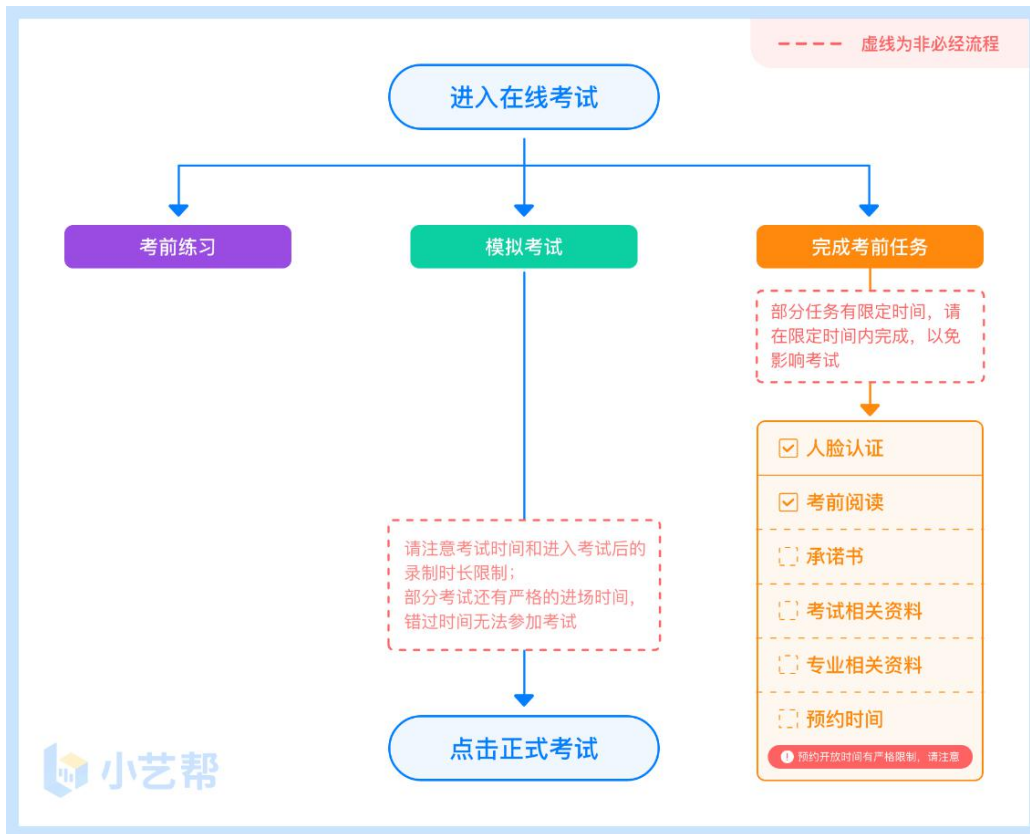 虚线为非必经流程
进入在线考试
考前练习
模拟考试
完成考前任务
部分任务有限定时间，请
在限定时间内完成，以免
影响考试
人脸认证
考前阅读
承诺书
考试相关资料
专业相关资料
预约时间
预约开放时间有严格限制，请注意
请注意考试时间和进入考试后的
录制时长限制；
部分考试还有严格的进场时间，
错过时间无法参加考试
点击正式考试
小艺帮